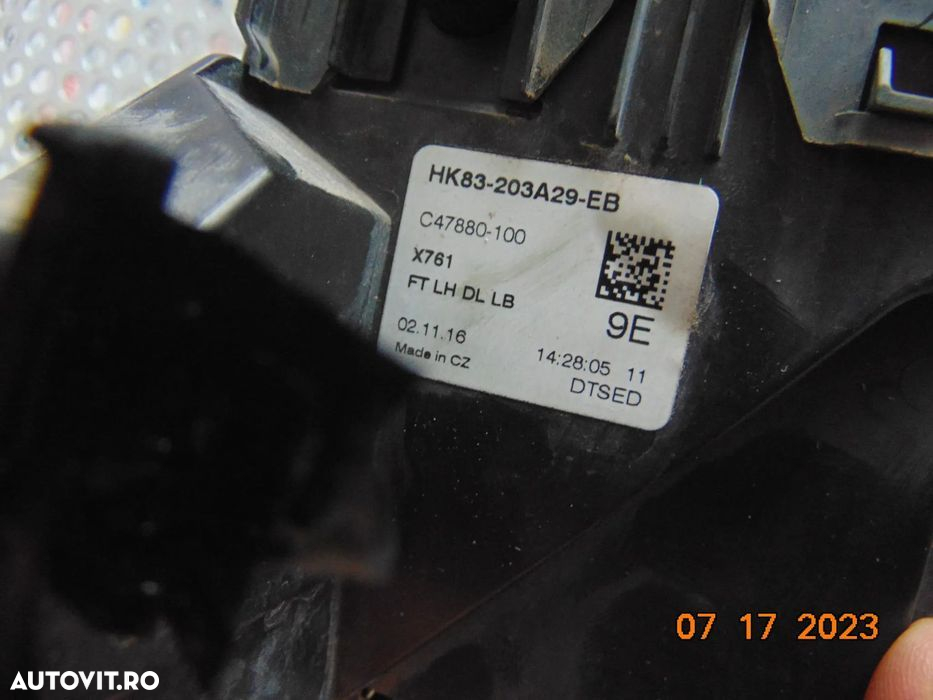 HK83-203A29-EB
C47880-100
X761
FT LH DL LB
9E
02.11.16
14:28:05 11
Made in CZ
DTSED
07 17 2023
AUTOVIT.RO